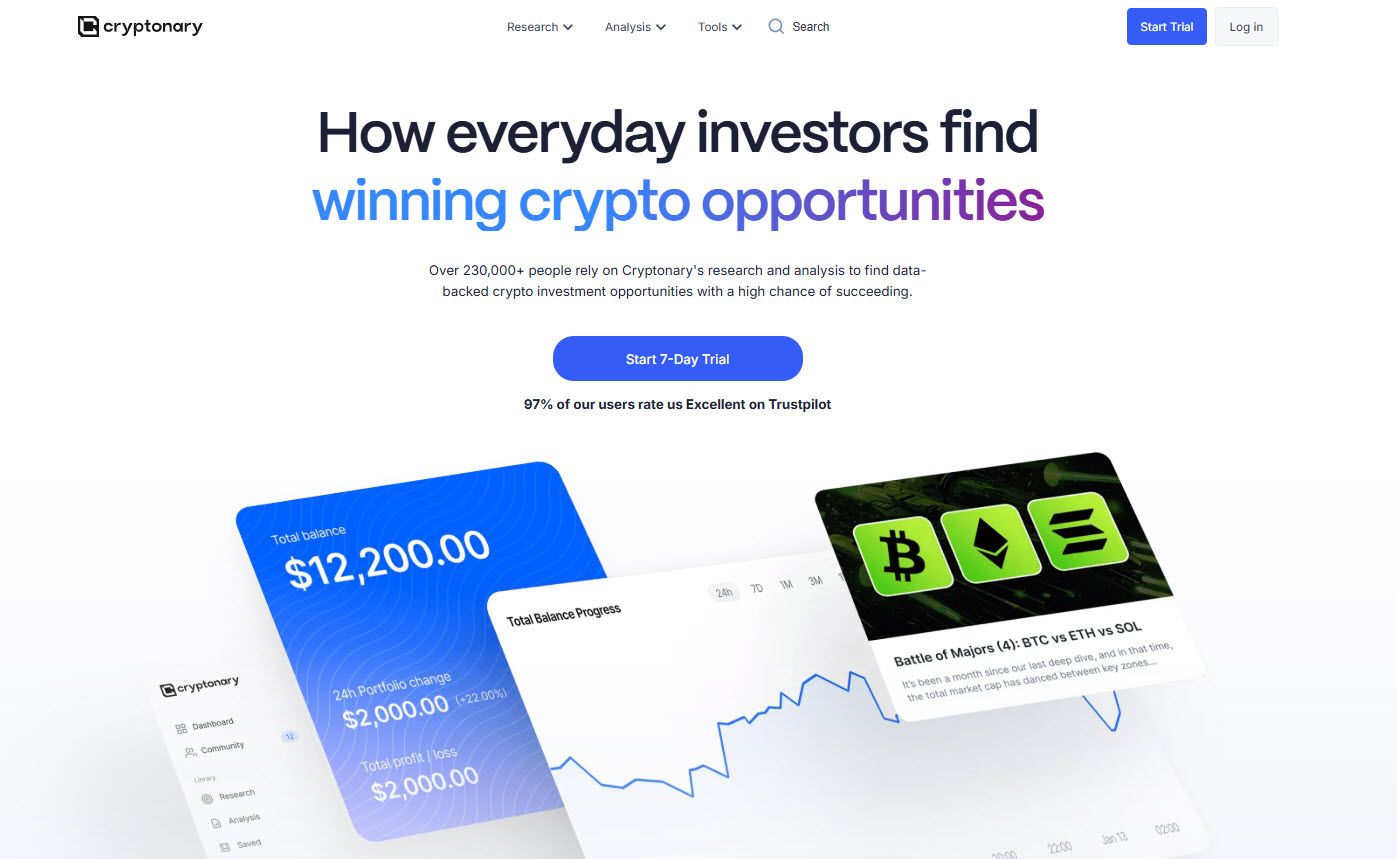 cryptonary
Research
Analysis
Tools
Search
Start Trial
Log in
How everyday investors find
winning crypto opportunities
Over 230,000+ people rely on Cryptonary's research and analysis to find data-
backed crypto investment opportunities with a high chance of succeeding.
Start 7-Day Trial
97% of our users rate us Excellent on Trustpilot
Total balance
$12,200.00
24h Portfolio change
$2,000.00 (+22.00%)
Total profit / loss
$2,000.00
Total Balance Progress
24h 7D 1M 3M
22:00 Jan 13 02:00
Battle of Majors (4): BTC vs ETH vs SOL
It's been a month since our last deep dive, and in that time,
the total market cap has danced between key zones...
cryptonary
Dashboard
Community
12
Library
Research
Analysis
Saved